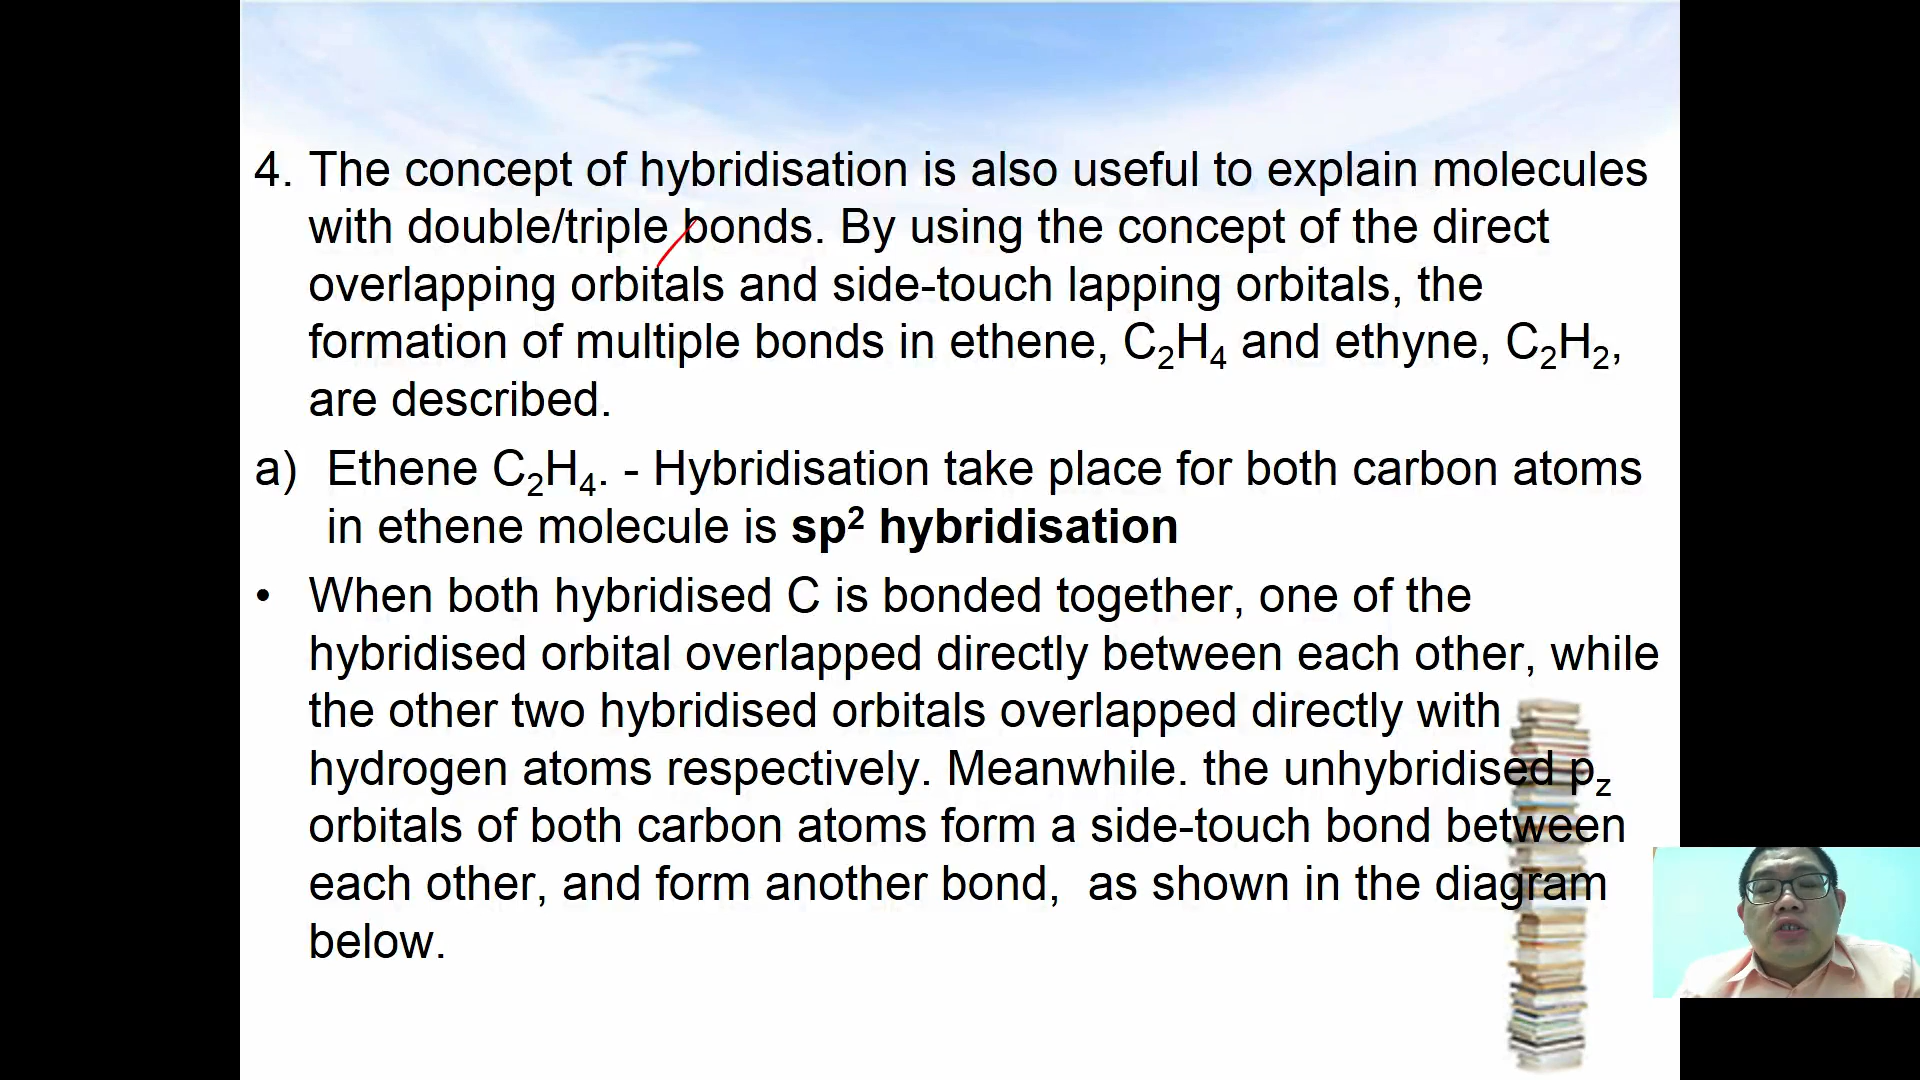 4. The concept of hybridisation is also useful to explain molecules
with double/triple bonds. By using the concept of the direct
overlapping orbitals and side-touch lapping orbitals, the
formation of multiple bonds in ethene, C₂H₄ and ethyne, C₂H₂,
are described.
a) Ethene C₂H₄. - Hybridisation take place for both carbon atoms
in ethene molecule is sp² hybridisation
• When both hybridised C is bonded together, one of the
hybridised orbital overlapped directly between each other, while
the other two hybridised orbitals overlapped directly with
hydrogen atoms respectively. Meanwhile. the unhybridised p_z
orbitals of both carbon atoms form a side-touch bond between
each other, and form another bond,  as shown in the diagram
below.